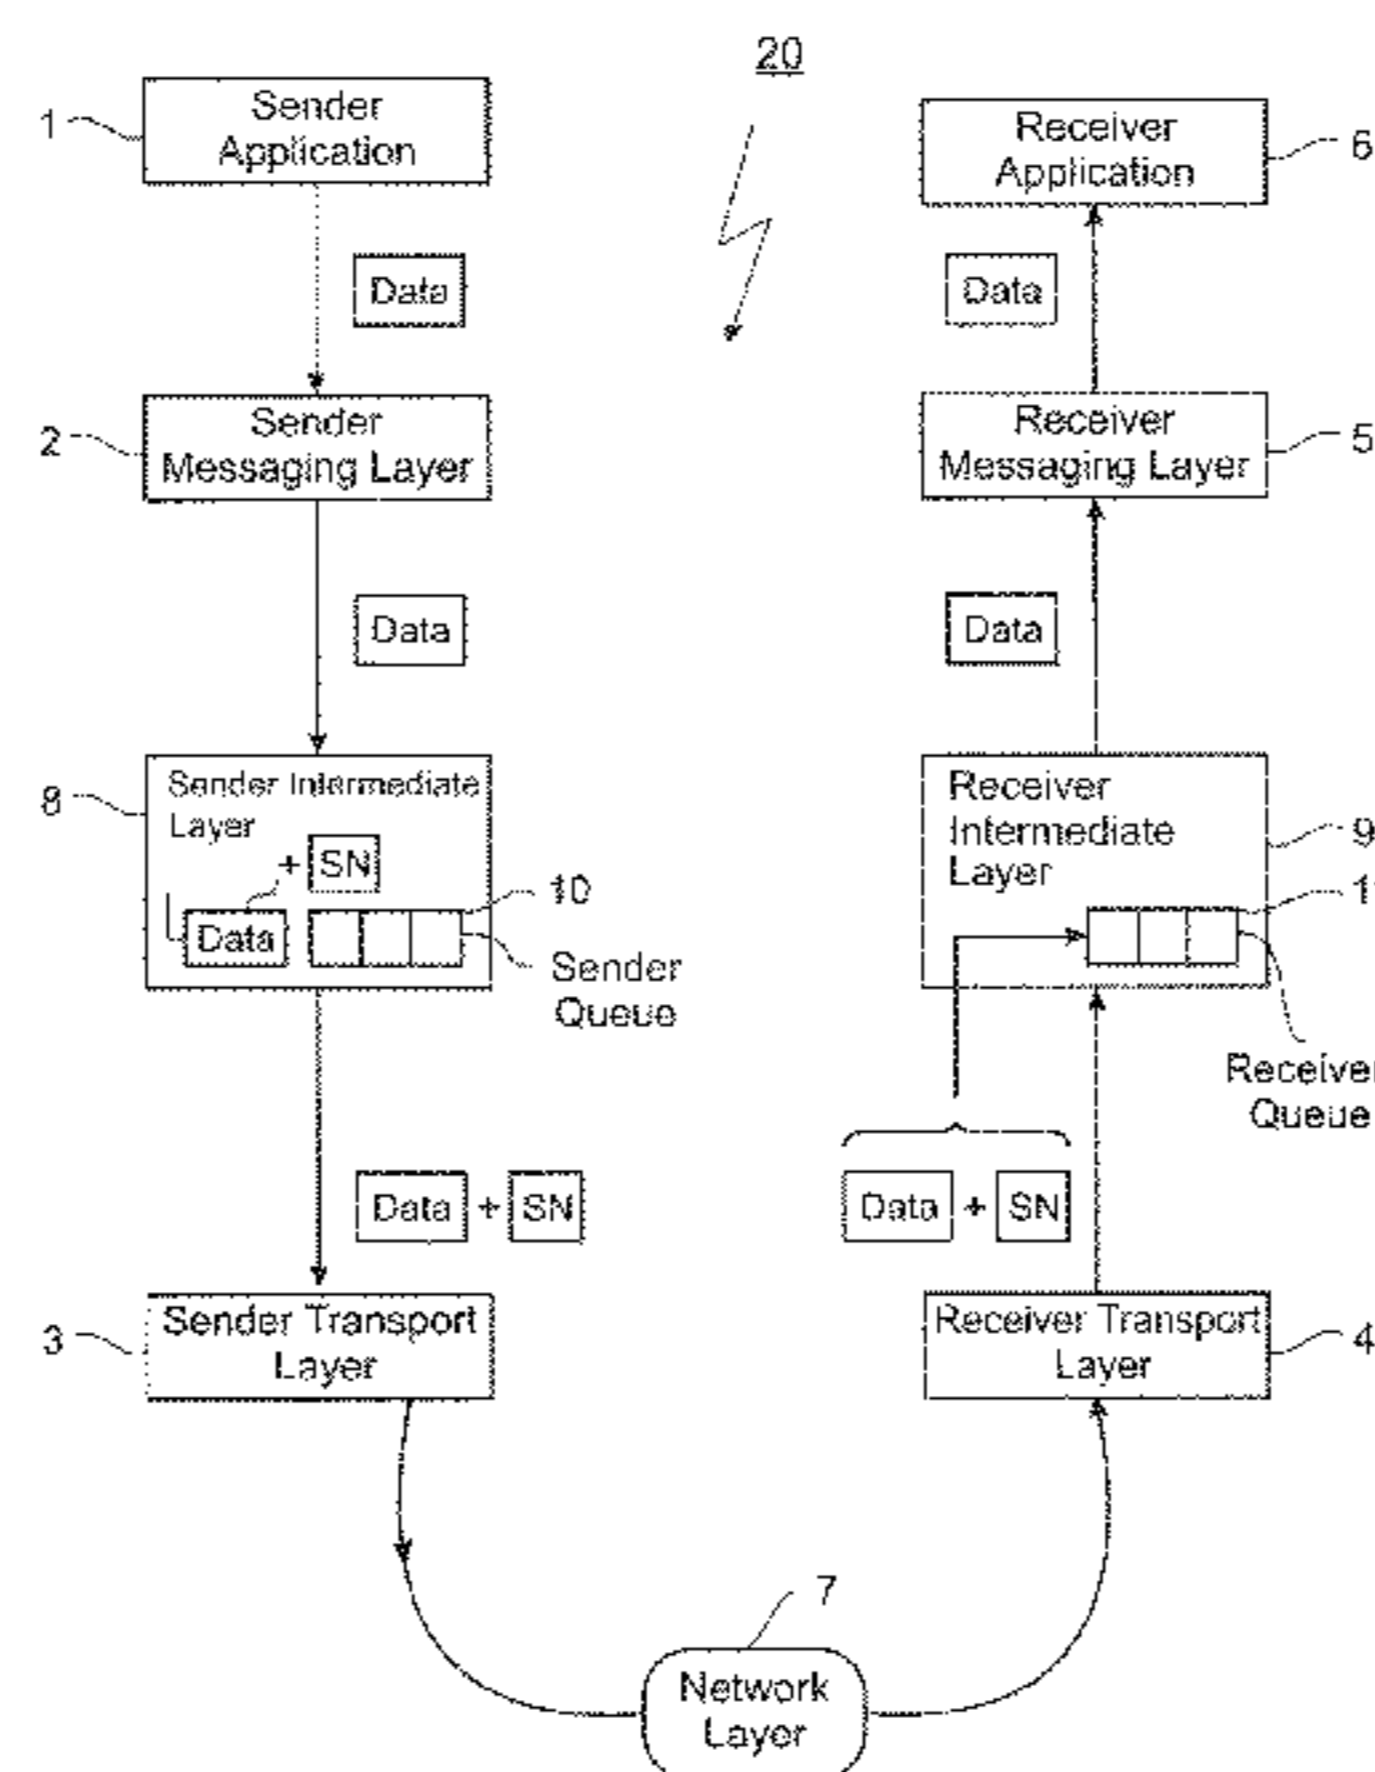 20
1
Sender
Application
Data
2
Sender
Messaging Layer
Data
8
Sender Intermediate
Layer
+ SN
Data
10
Sender
Queue
Data + SN
3
Sender Transport
Layer
7
Network
Layer
Receiver
Application
6
Data
Receiver
Messaging Layer
5
Data
Receiver
Intermediate
Layer
9
Receiver
Queue
Data + SN
Receiver Transport
Layer
4